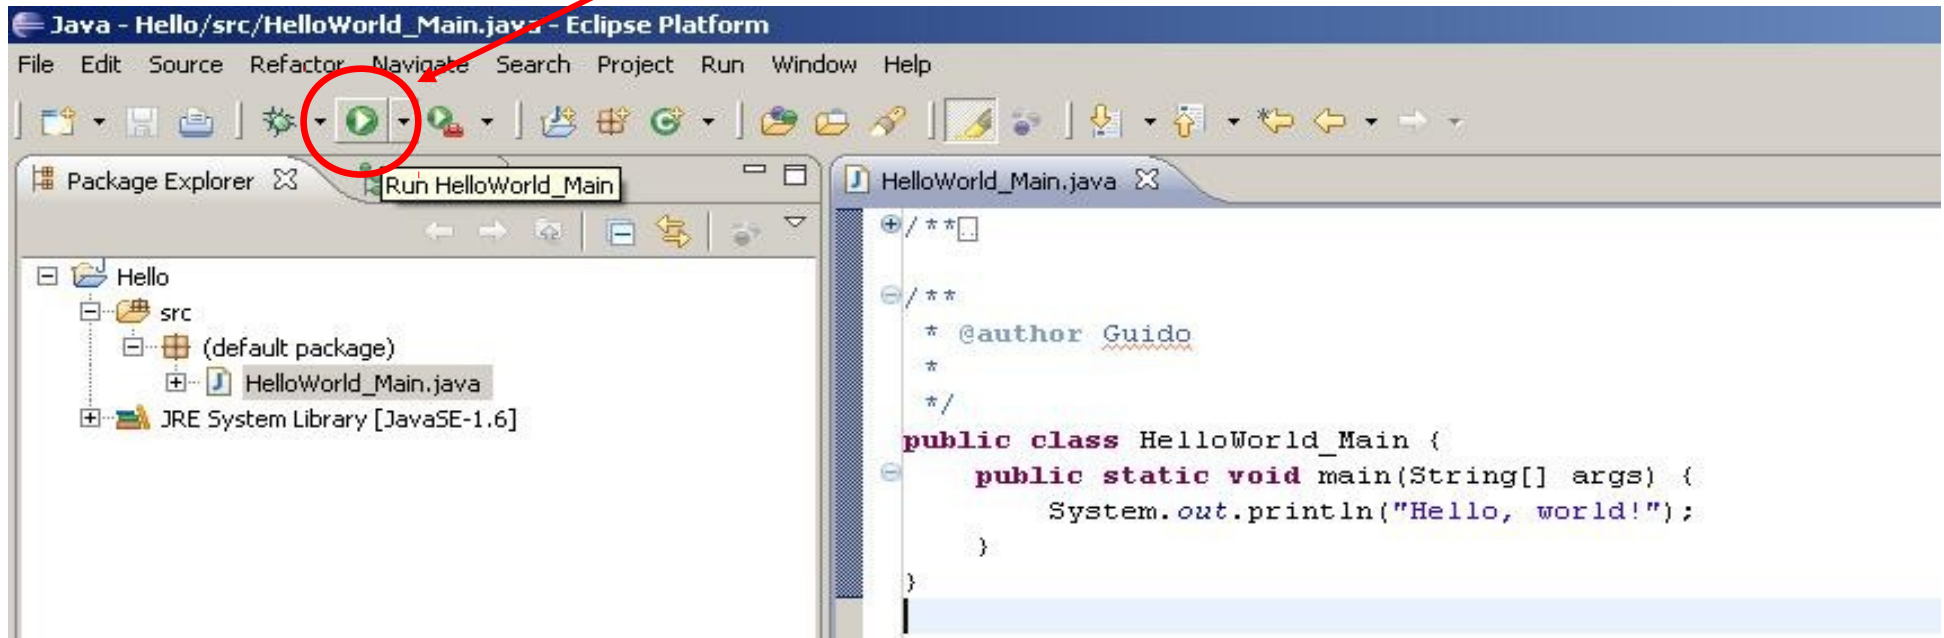 Java - Hello/src/HelloWorld_Main.java - Eclipse Platform
File Edit Source Refactor Navigate Search Project Run Window Help
Package Explorer
Run HelloWorld_Main
HelloWorld_Main.java
Hello
src
(default package)
HelloWorld_Main.java
JRE System Library [JavaSE-1.6]
/**
/**
* @author Guido
*
*/
public class HelloWorld_Main {
public static void main(String[] args) {
System.out.println("Hello, world!");
}
}